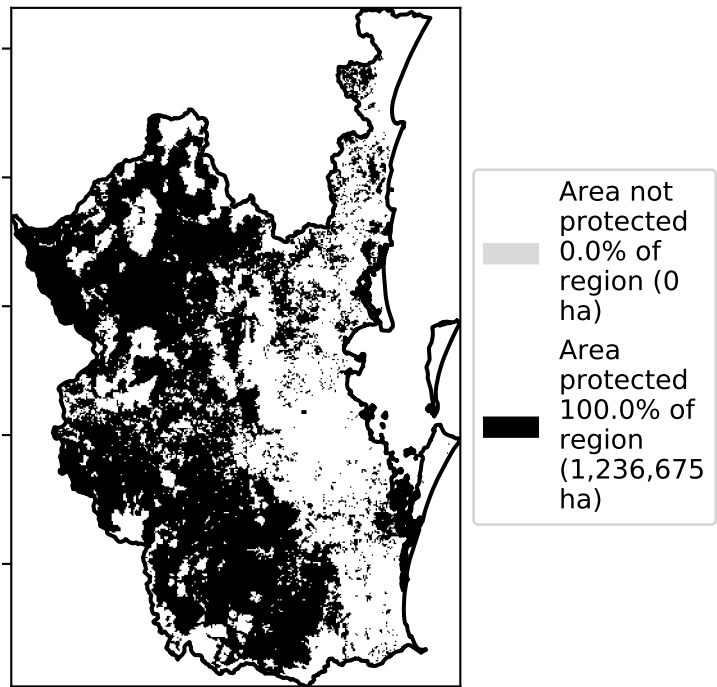 Area not
protected
0.0% of
region (0
ha)
Area
protected
100.0% of
region
(1,236,675
ha)